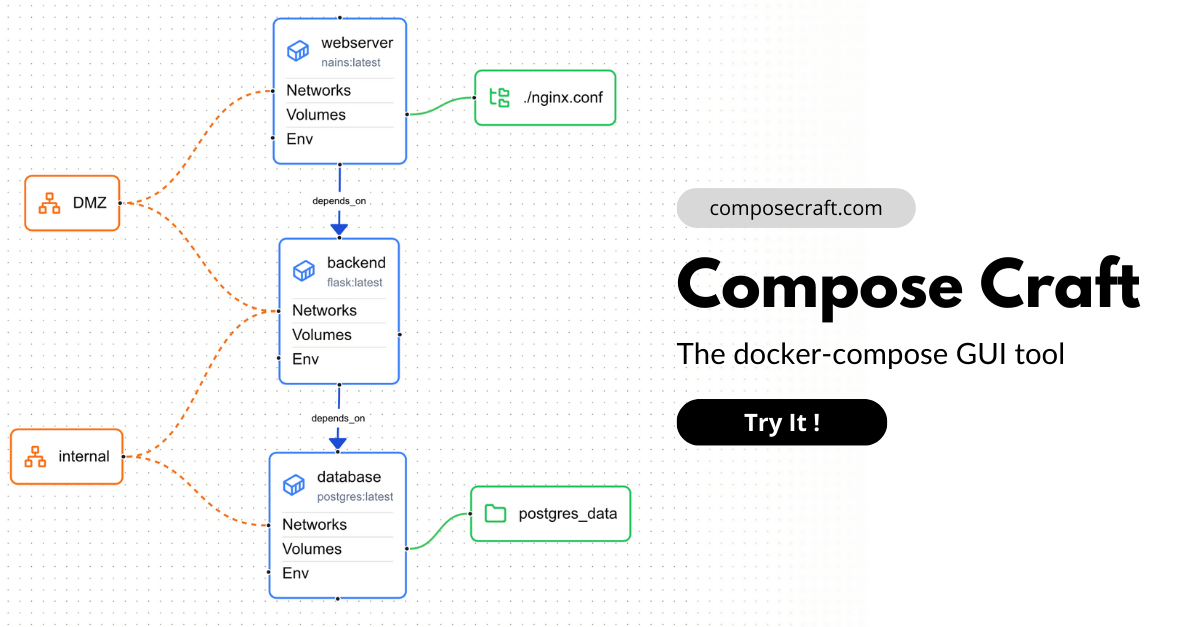 webserver
nains:latest
Networks
Volumes
Env
./nginx.conf
DMZ
depends_on
backend
flask:latest
Networks
Volumes
Env
depends_on
internal
database
postgres:latest
Networks
Volumes
Env
postgres_data
composecraft.com
Compose Craft
The docker-compose GUI tool
Try It !